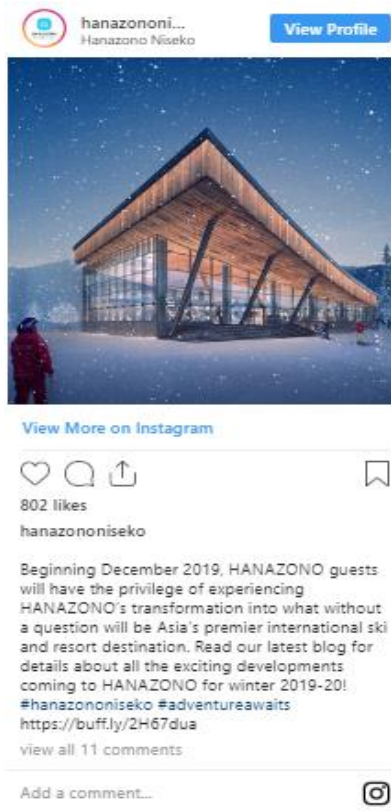 hanazononi...
Hanazono Niseko
View Profile
View More on Instagram
802 likes
hanazononiseko
Beginning December 2019, HANAZONO guests
will have the privilege of experiencing
HANAZONO's transformation into what without
a question will be Asia's premier international ski
and resort destination. Read our latest blog for
details about all the exciting developments
coming to HANAZONO for winter 2019-20!
#hanazononiseko #adventureawaits
https://buff.ly/2H67dua
view all 11 comments
Add a comment...